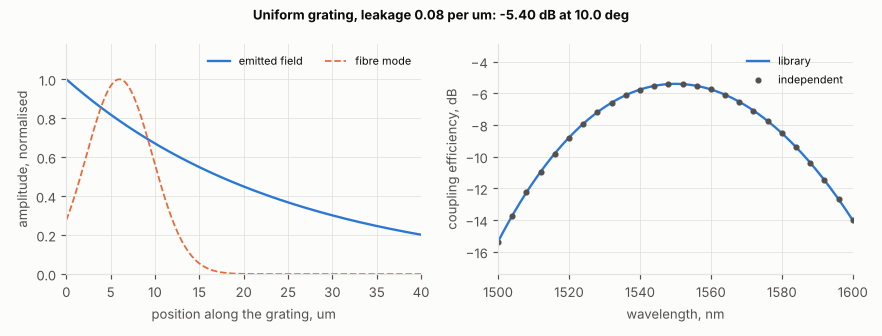 Uniform grating, leakage 0.08 per um: -5.40 dB at 10.0 deg
emitted field
fibre mode
amplitude, normalised
1.0
0.8
0.6
0.4
0.2
0.0
0 5 10 15 20 25 30 35 40
position along the grating, um
library
independent
coupling efficiency, dB
−4
−6
−8
−10
−12
−14
−16
1500 1520 1540 1560 1580 1600
wavelength, nm